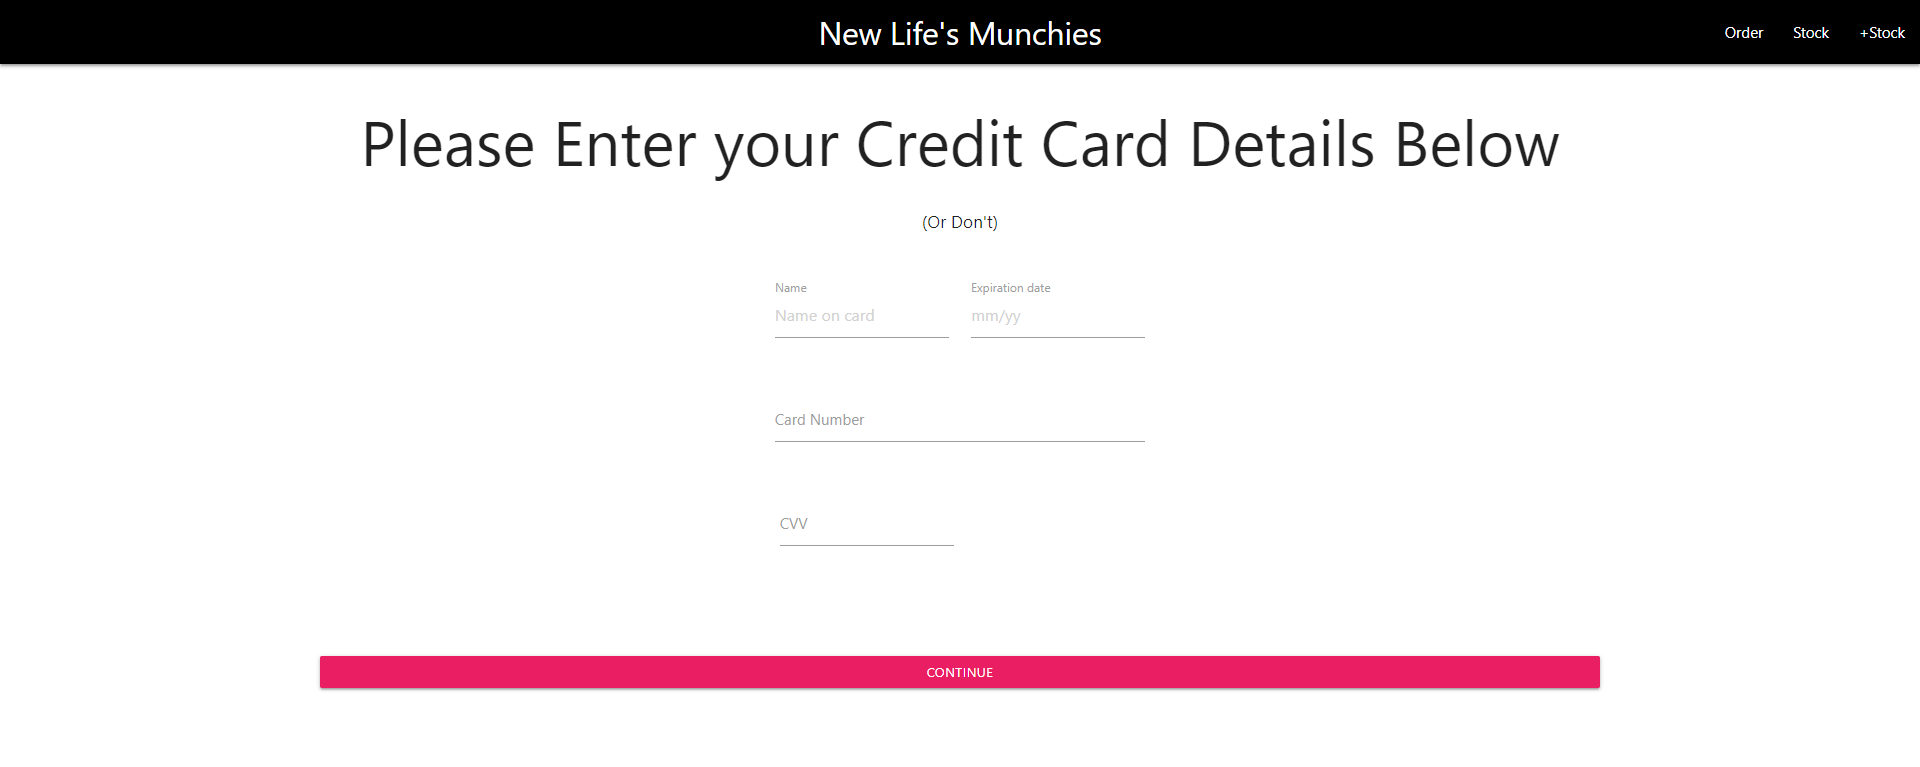 New Life's Munchies
Order Stock +Stock
Please Enter your Credit Card Details Below
(Or Don't)
Name Expiration date
Name on card mm/yy
Card Number
CVV
CONTINUE